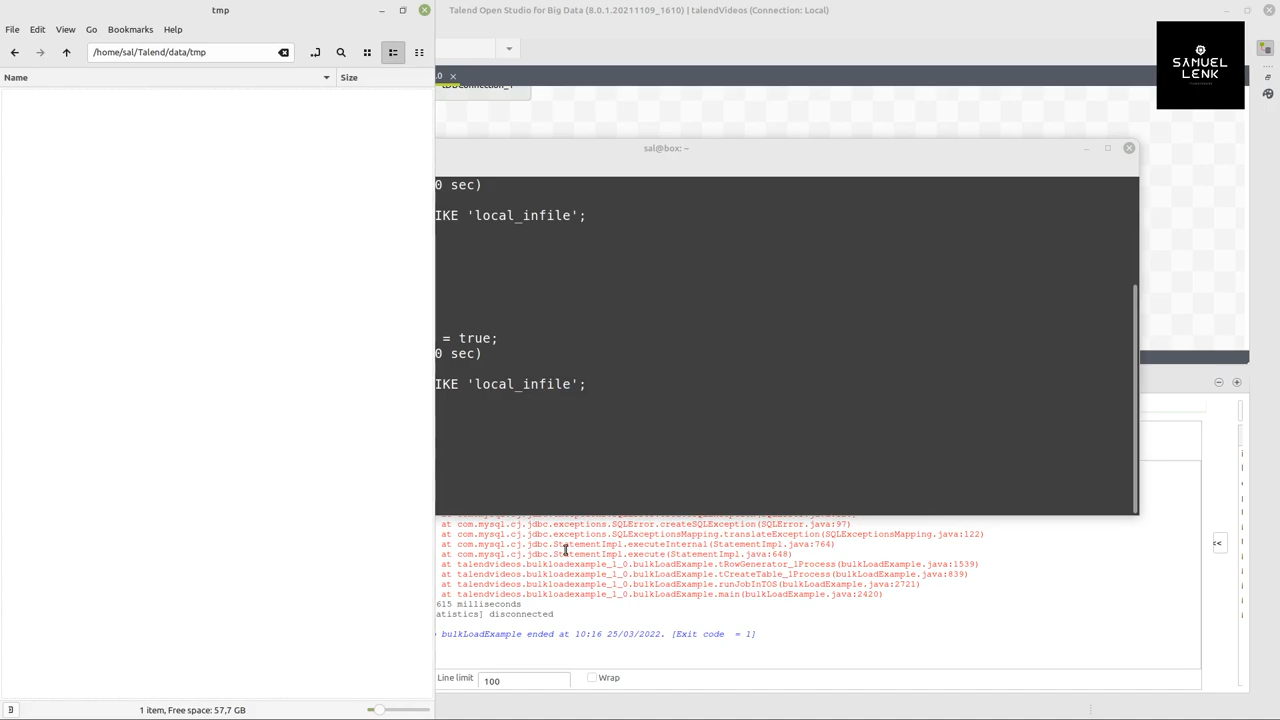 tmp
Talend Open Studio for Big Data (8.0.1.20211109_1610) | talendVideos (Connection: Local)
File Edit View Go Bookmarks Help
/home/sal/Talend/data/tmp
SAMUEL
LENK
Name Size
.0
sal@box: ~
0 sec)
IKE 'local_infile';
= true;
0 sec)
IKE 'local_infile';
at com.mysql.cj.jdbc.exceptions.SQLError.createSQLException(SQLError.java:97)
at com.mysql.cj.jdbc.exceptions.SQLExceptionsMapping.translateException(SQLExceptionsMapping.java:122)
at com.mysql.cj.jdbc.StatementImpl.executeInternal(StatementImpl.java:764)
at com.mysql.cj.jdbc.StatementImpl.execute(StatementImpl.java:648)
at talendvideos.bulkloadexample_1_0.bulkLoadExample.tRowGenerator_1Process(bulkLoadExample.java:1539)
at talendvideos.bulkloadexample_1_0.bulkLoadExample.tCreateTable_1Process(bulkLoadExample.java:839)
at talendvideos.bulkloadexample_1_0.bulkLoadExample.runJobInTOS(bulkLoadExample.java:2721)
at talendvideos.bulkloadexample_1_0.bulkLoadExample.main(bulkLoadExample.java:2420)
615 milliseconds
atistics] disconnected
bulkLoadExample ended at 10:16 25/03/2022. [Exit code = 1]
<<
Line limit 100 Wrap
1 item, Free space: 57,7 GB